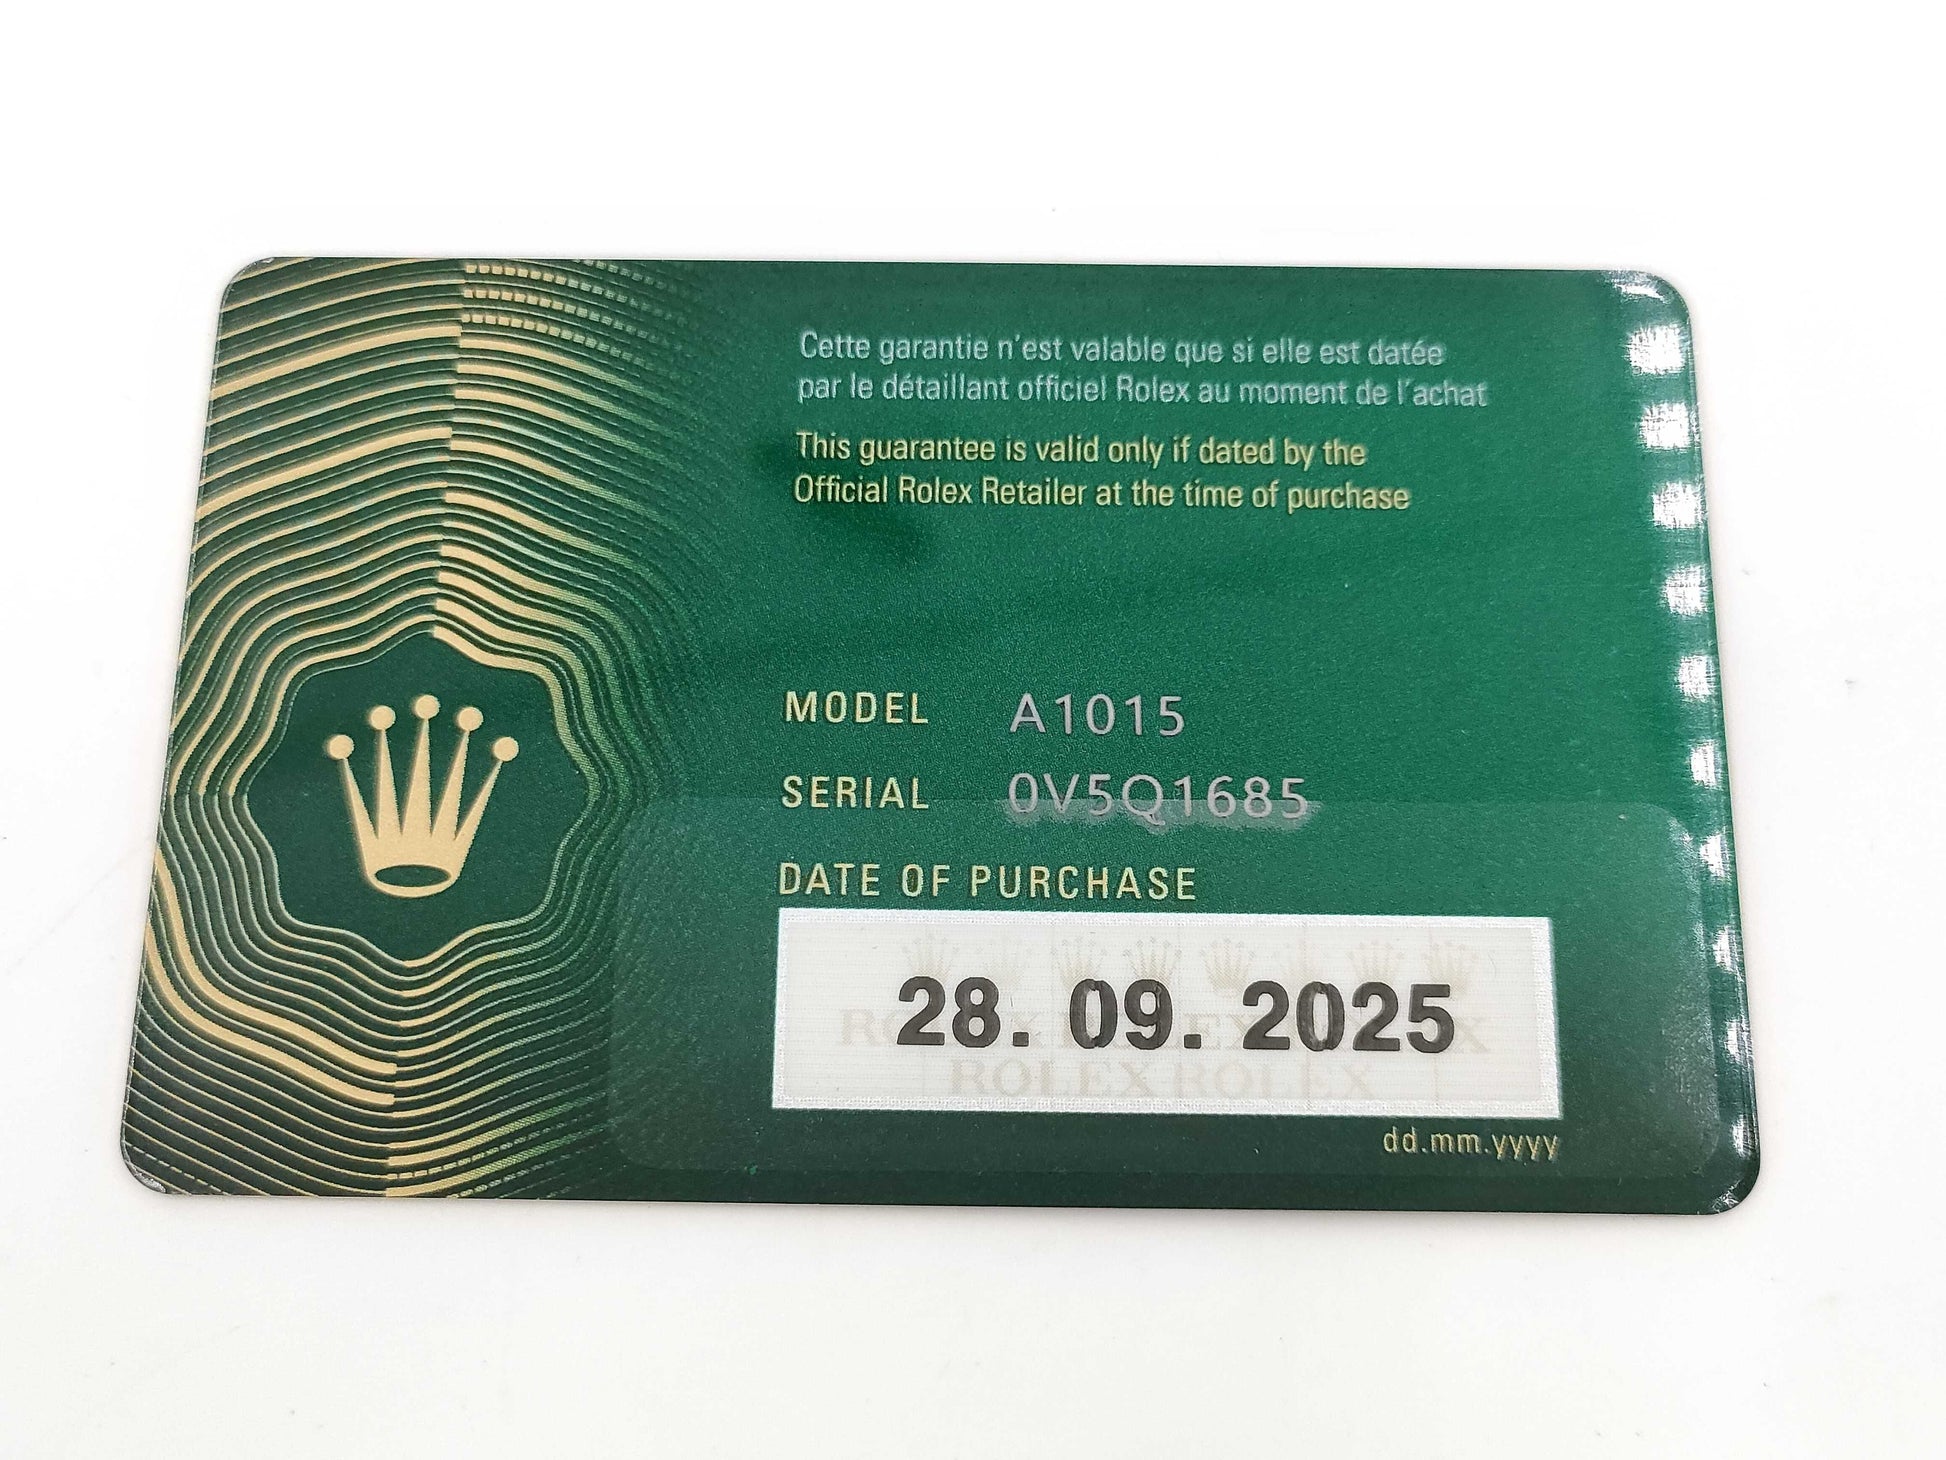 Cette garantie n'est valable que si elle est datée
par le détaillant officiel Rolex au moment de l'achat
This guarantee is valid only if dated by the
Official Rolex Retailer at the time of purchase
MODEL A1015
SERIAL 0V5Q1685
DATE OF PURCHASE
28. 09. 2025
ROLEX ROLEX
dd.mm.yyyy